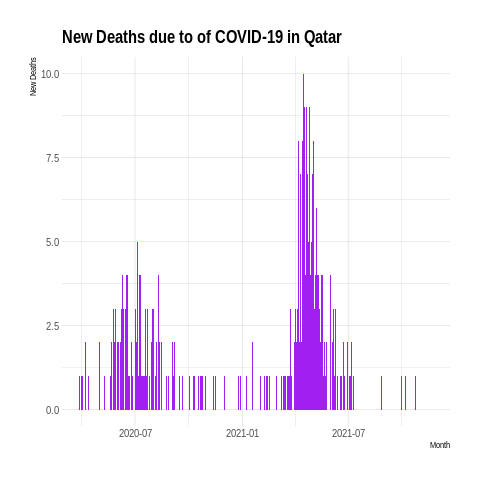 New Deaths due to of COVID-19 in Qatar
New Deaths
10.0
7.5
5.0
2.5
0.0
2020-07
2021-01
2021-07
Month